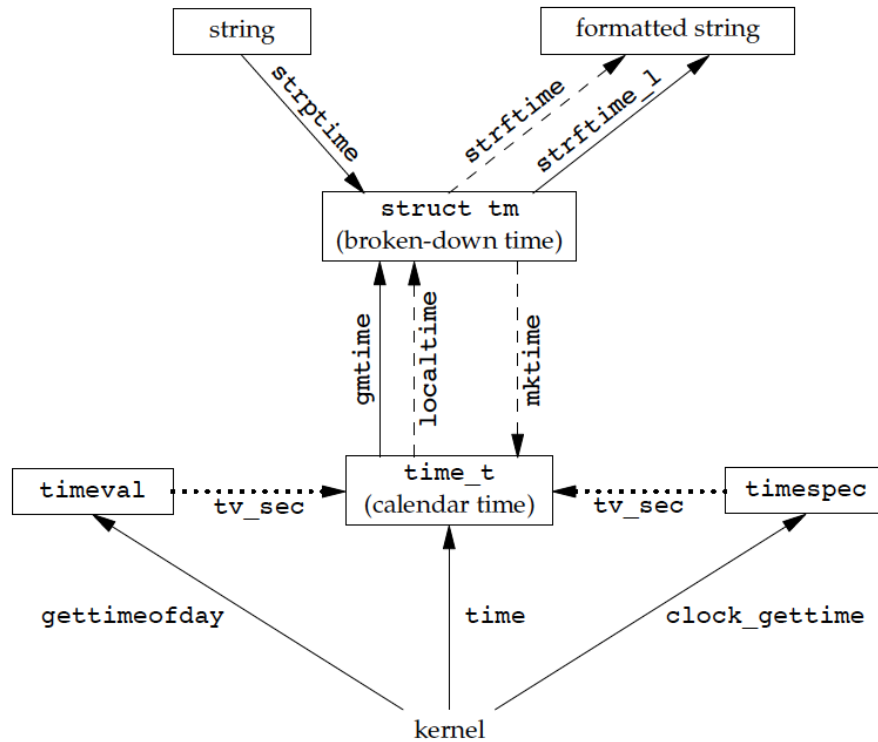 string
formatted string
strptime
strftime
strftime_l
struct tm
(broken-down time)
gmtime
localtime
mktime
timeval
tv_sec
time_t
(calendar time)
tv_sec
timespec
gettimeofday
time
clock_gettime
kernel